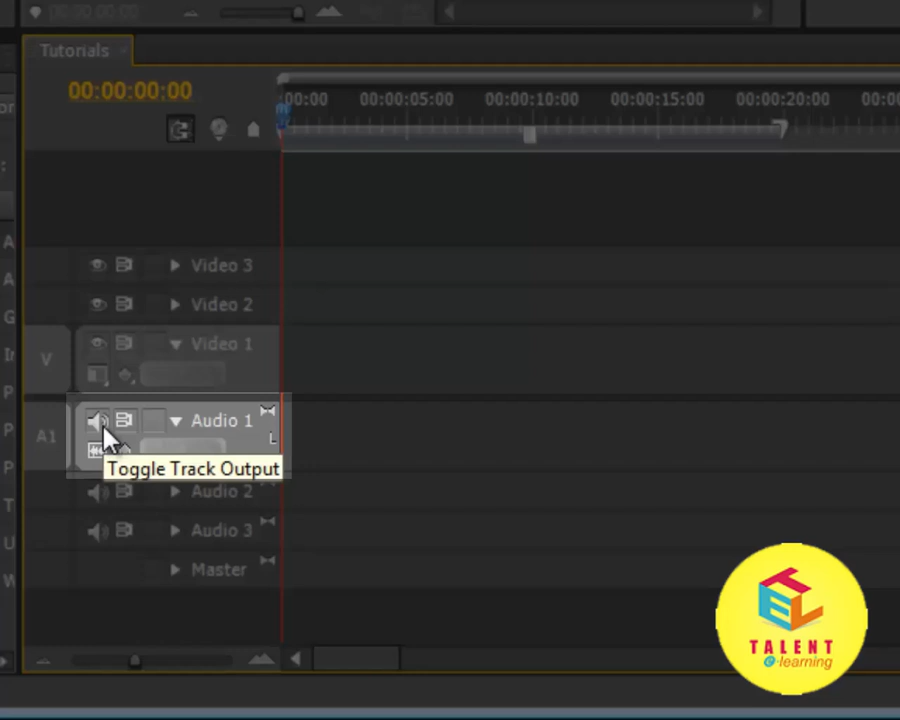 Tutorials
00:00:00:00
00:00 00:00:05:00 00:00:10:00 00:00:15:00 00:00:20:00
Video 3
Video 2
V Video 1
A1 Audio 1
L
Toggle Track Output
Audio 2
Audio 3
Master
TEL
TALENT
e-learning